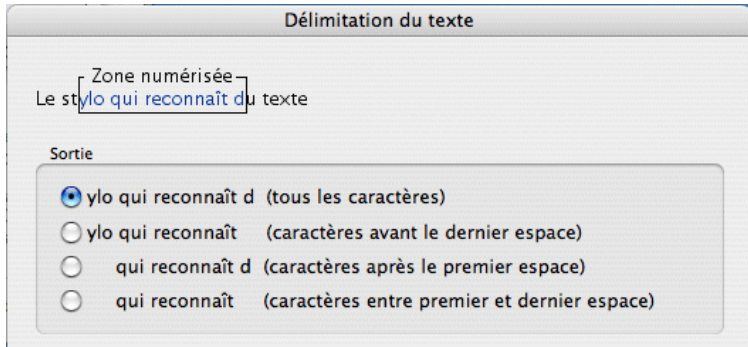 Délimitation du texte
Zone numérisée
Le stylo qui reconnaît du texte
Sortie
ylo qui reconnaît d (tous les caractères)
ylo qui reconnaît (caractères avant le dernier espace)
qui reconnaît d (caractères après le premier espace)
qui reconnaît (caractères entre premier et dernier espace)